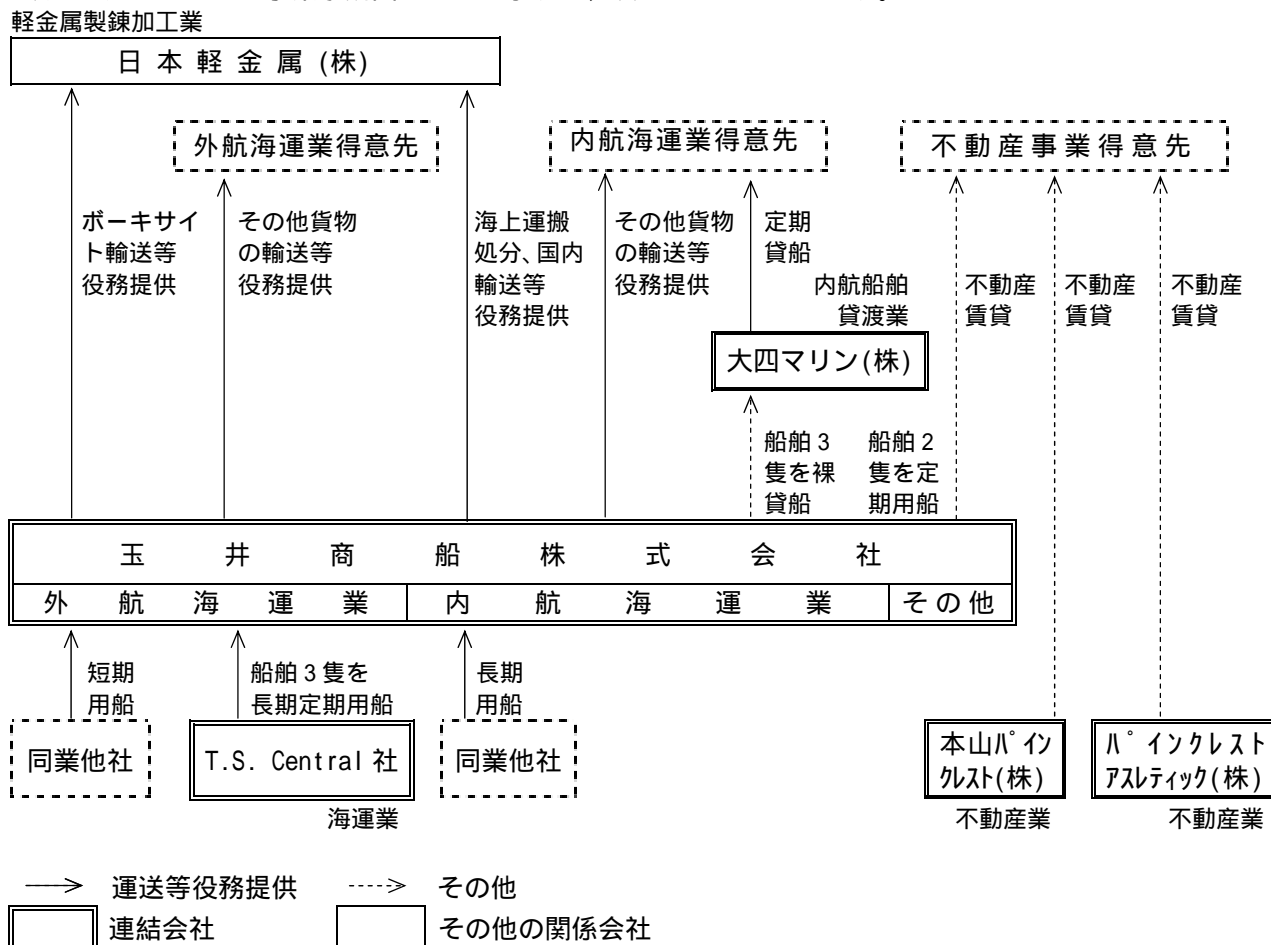 軽金属製錬加工業
日本軽金属(株)
外航海運業得意先
内航海運業得意先
不動産事業得意先
ボーキサイ
ト輸送等
役務提供
その他貨物
の輸送等
役務提供
海上運搬
処分、国内
輸送等
役務提供
その他貨物
の輸送等
役務提供
定期
貸船
内航船舶
貸渡業
不動産
賃貸
不動産
賃貸
不動産
賃貸
大四マリン(株)
船舶3
隻を裸
貸船
船舶2
隻を定
期用船
玉井商船株式会社
外航海運業
内航海運業
その他
短期
用船
船舶3隻を
長期定期用船
長期
用船
同業他社
T.S. Central 社
同業他社
海運業
本山パイン
クレスト(株)
不動産業
パインクレスト
アスレティック(株)
不動産業
運送等役務提供
その他
連結会社
その他の関係会社